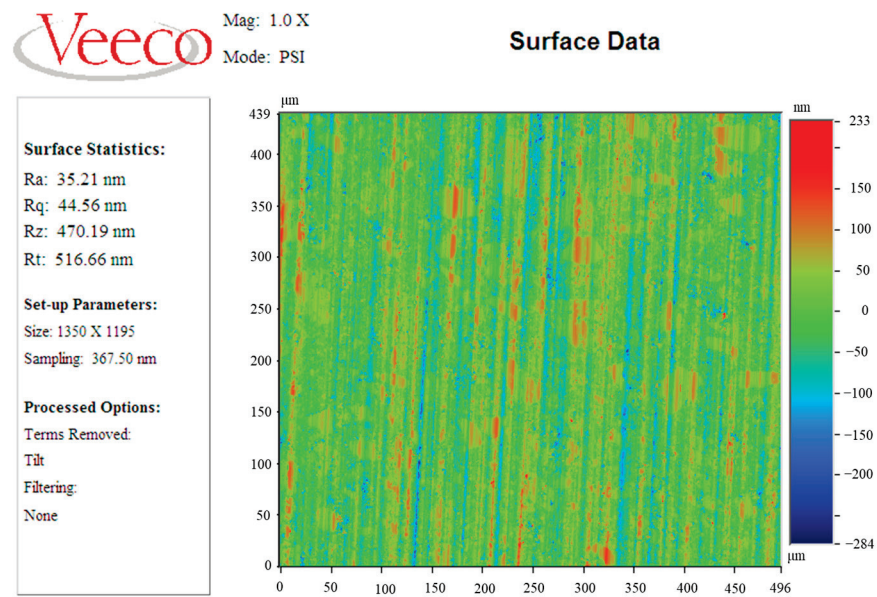 Veeco
Mag: 1.0 X
Mode: PSI
Surface Data
Surface Statistics:
Ra: 35.21 nm
Rq: 44.56 nm
Rz: 470.19 nm
Rt: 516.66 nm
Set-up Parameters:
Size: 1350 X 1195
Sampling: 367.50 nm
Processed Options:
Terms Removed:
Tilt
Filtering:
None
µm
439
400
350
300
250
200
150
100
50
0
0 50 100 150 200 250 300 350 400 450 496
µm
nm
233
150
100
50
0
−50
−100
−150
−200
−284